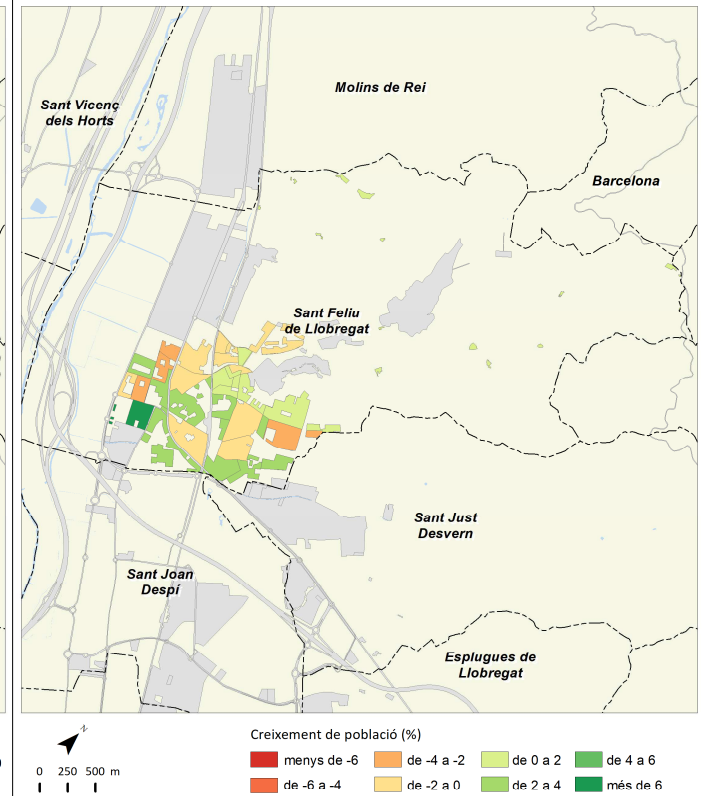 Molins de Rei
Sant Vicenç
dels Horts
Barcelona
Sant Feliu
de Llobregat
Sant Just
Desvern
Sant Joan
Despí
Esplugues de
Llobregat
N
0 250 500 m
Creixement de població (%)
menys de -6
de -4 a -2
de 0 a 2
de 4 a 6
de -6 a -4
de -2 a 0
de 2 a 4
més de 6